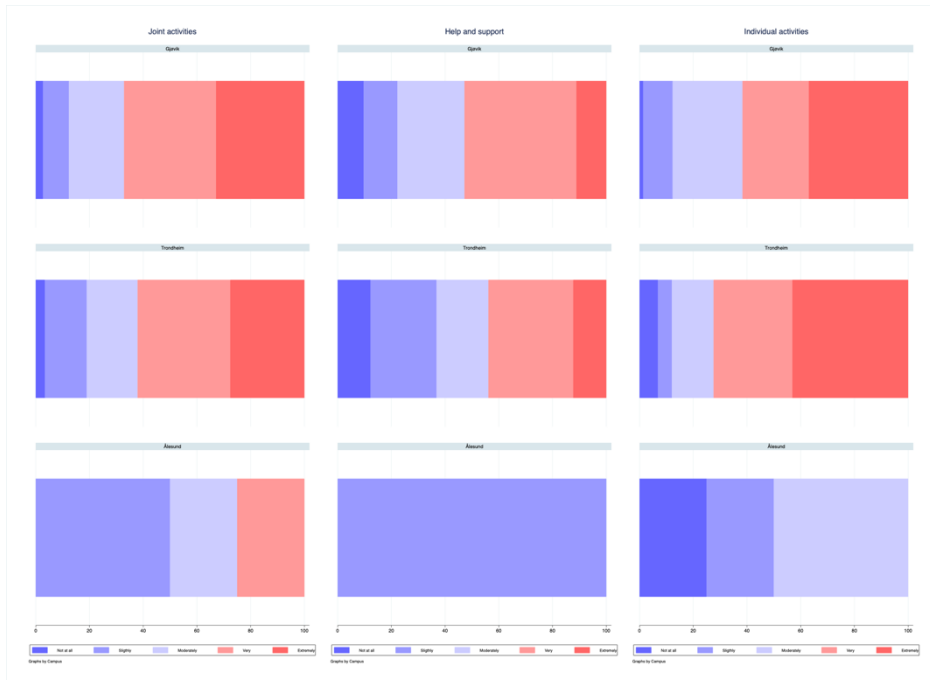 Joint activities
Help and support
Individual activities
Gjøvik
Gjøvik
Gjøvik
Trondheim
Trondheim
Trondheim
Ålesund
Ålesund
Ålesund
0 20 40 60 80 100
0 20 40 60 80 100
0 20 40 60 80 100
Not at all Slightly Moderately Very Extremely
Not at all Slightly Moderately Very Extremely
Not at all Slightly Moderately Very Extremely
Graphs by Campus
Graphs by Campus
Graphs by Campus